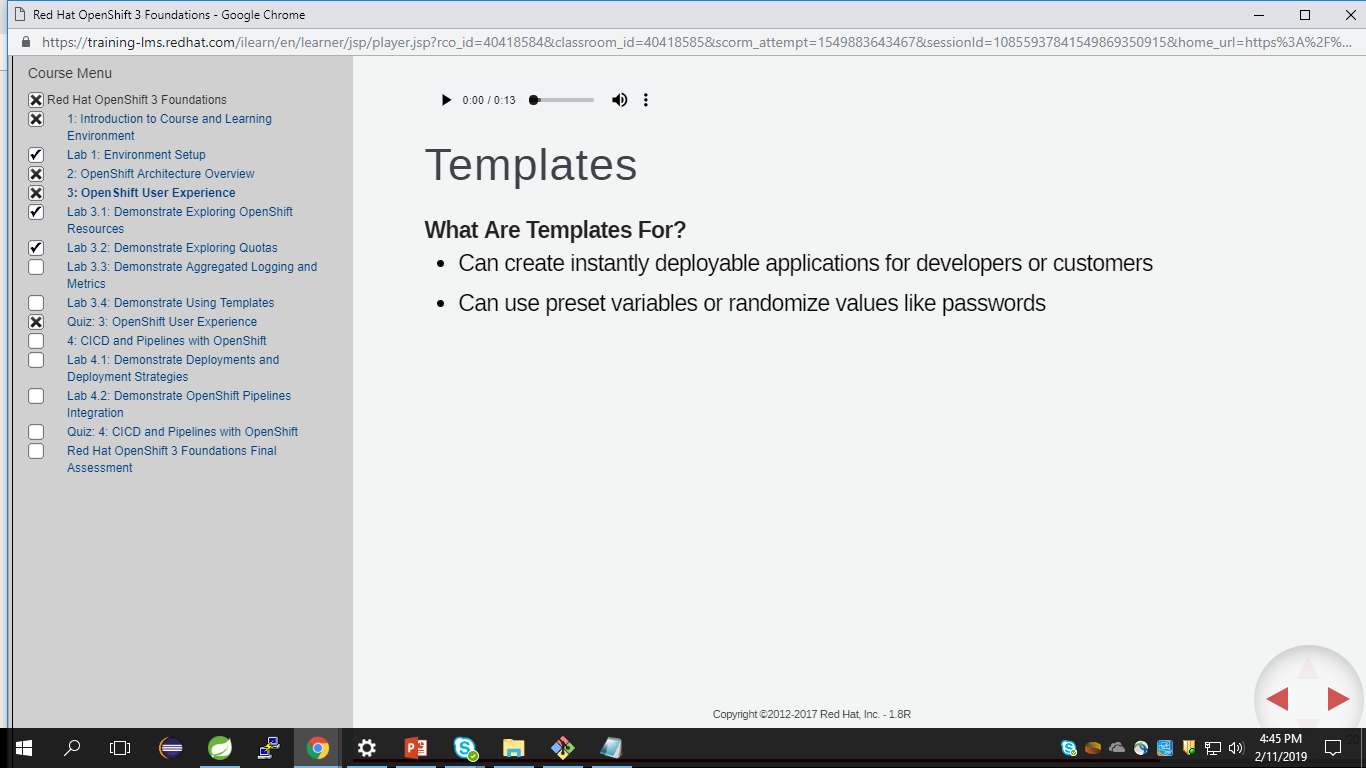 Red Hat OpenShift 3 Foundations - Google Chrome
https://training-lms.redhat.com/ilearn/en/learner/jsp/player.jsp?rco_id=40418584&classroom_id=40418585&scorm_attempt=1549883643467&sessionId=10855937841549869350915&home_url=https%3A%2F%...
Course Menu
Red Hat OpenShift 3 Foundations
1: Introduction to Course and Learning
Environment
Lab 1: Environment Setup
2: OpenShift Architecture Overview
3: OpenShift User Experience
Lab 3.1: Demonstrate Exploring OpenShift
Resources
Lab 3.2: Demonstrate Exploring Quotas
Lab 3.3: Demonstrate Aggregated Logging and
Metrics
Lab 3.4: Demonstrate Using Templates
Quiz: 3: OpenShift User Experience
4: CICD and Pipelines with OpenShift
Lab 4.1: Demonstrate Deployments and
Deployment Strategies
Lab 4.2: Demonstrate OpenShift Pipelines
Integration
Quiz: 4: CICD and Pipelines with OpenShift
Red Hat OpenShift 3 Foundations Final
Assessment
0:00 / 0:13
Templates
What Are Templates For?
Can create instantly deployable applications for developers or customers
Can use preset variables or randomize values like passwords
Copyright ©2012-2017 Red Hat, Inc. - 1.8R
4:45 PM
2/11/2019